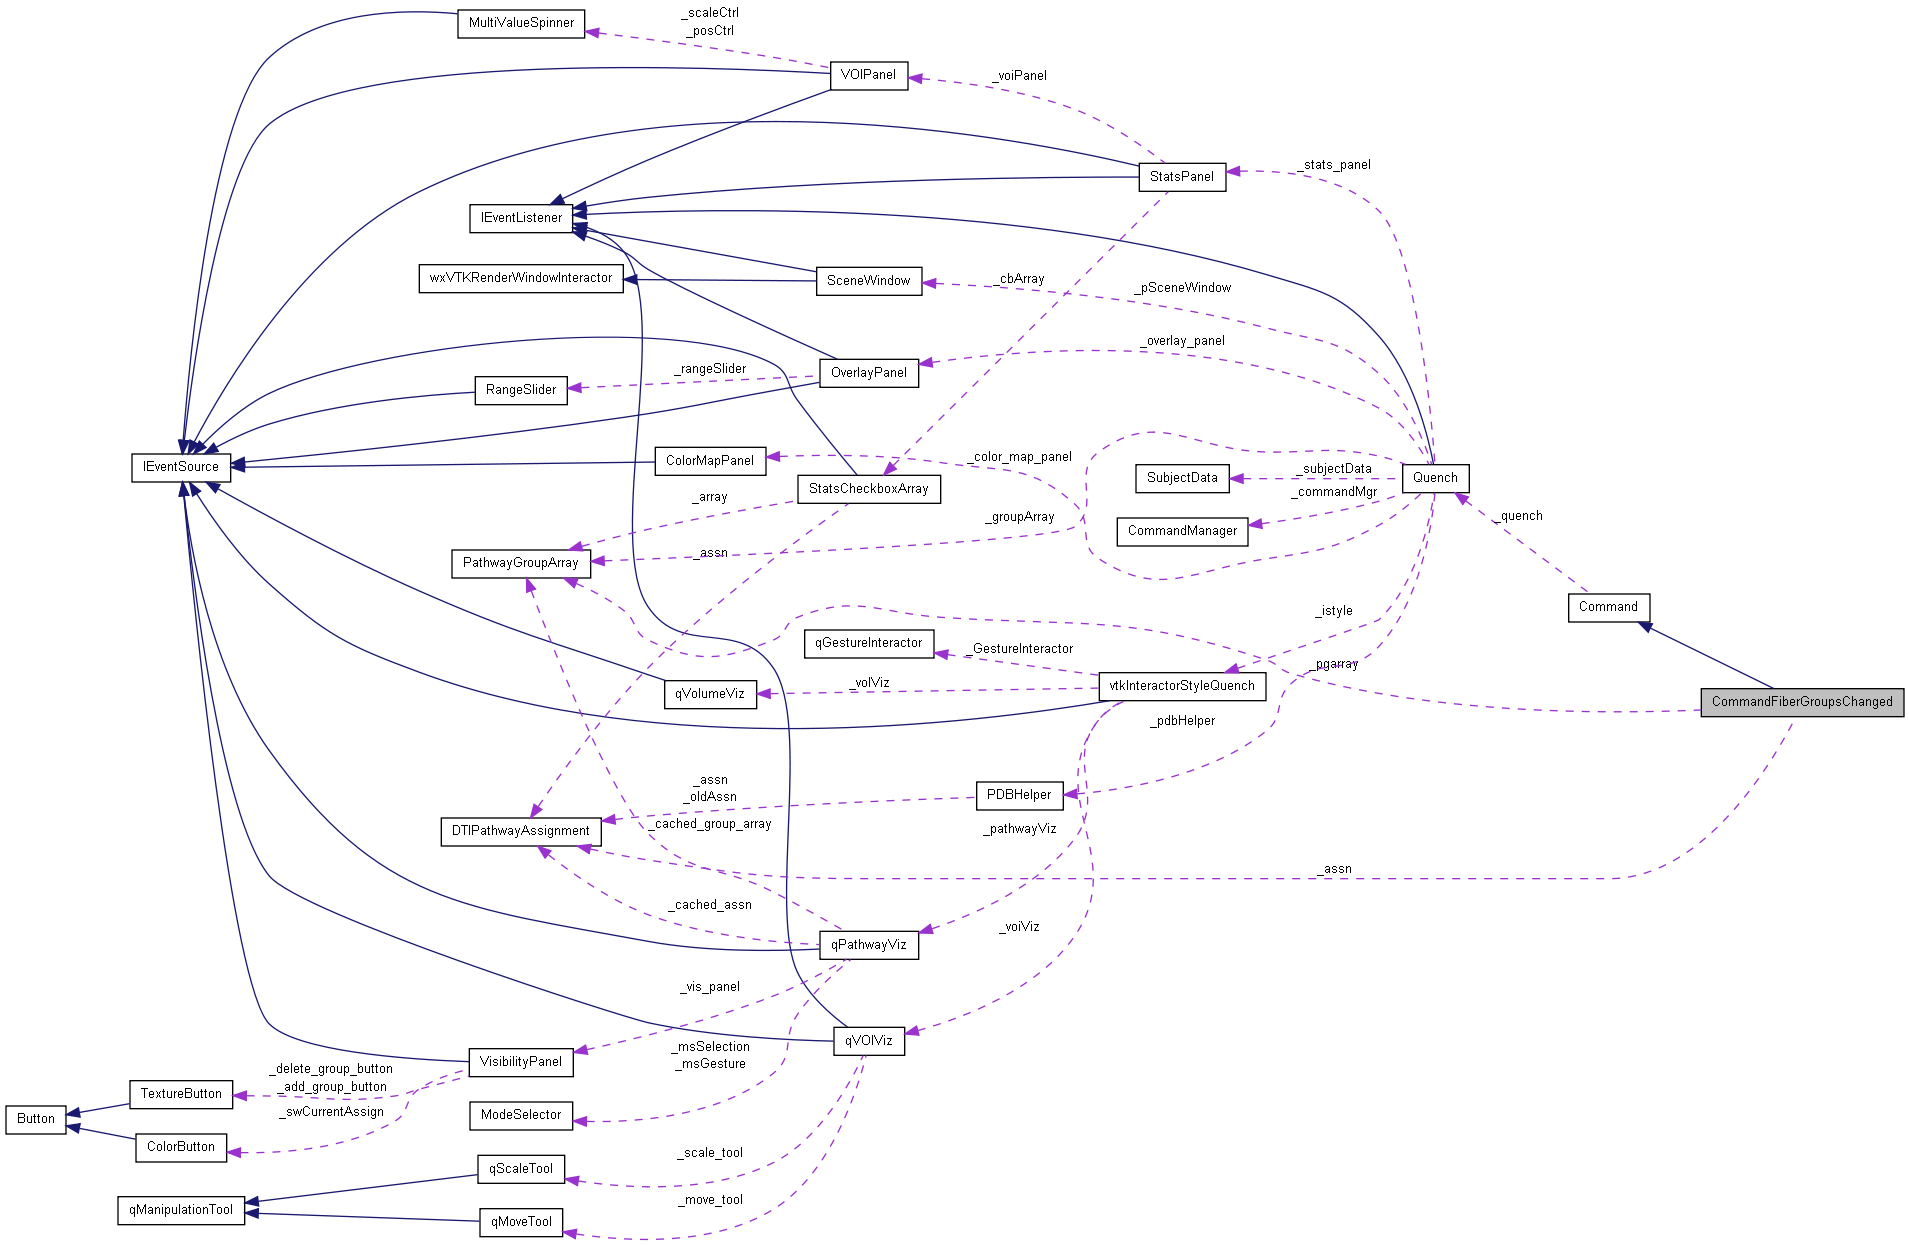 _scaleCtrl
MultiValueSpinner
_posCtrl
VOIPanel
_voiPanel
_stats_panel
StatsPanel
IEventListener
wxVTKRenderWindowInteractor
SceneWindow
_cbArray
_pSceneWindow
_overlay_panel
_rangeSlider
OverlayPanel
RangeSlider
IEventSource
ColorMapPanel
_color_map_panel
_subjectData
SubjectData
Quench
StatsCheckboxArray
_array
_commandMgr
_groupArray
_quench
CommandManager
_assn
PathwayGroupArray
Command
_istyle
qGestureInteractor
_GestureInteractor
_pgarray
_volViz
vtkInteractorStyleQuench
qVolumeViz
CommandFiberGroupsChanged
_pdbHelper
_assn
_oldAssn
PDBHelper
_cached_group_array
DTIPathwayAssignment
_pathwayViz
_assn
_cached_assn
_voiViz
qPathwayViz
_vis_panel
qVOIViz
_msSelection
_msGesture
VisibilityPanel
_delete_group_button
_add_group_button
TextureButton
_swCurrentAssign
ModeSelector
Button
ColorButton
_scale_tool
qScaleTool
_move_tool
qManipulationTool
qMoveTool